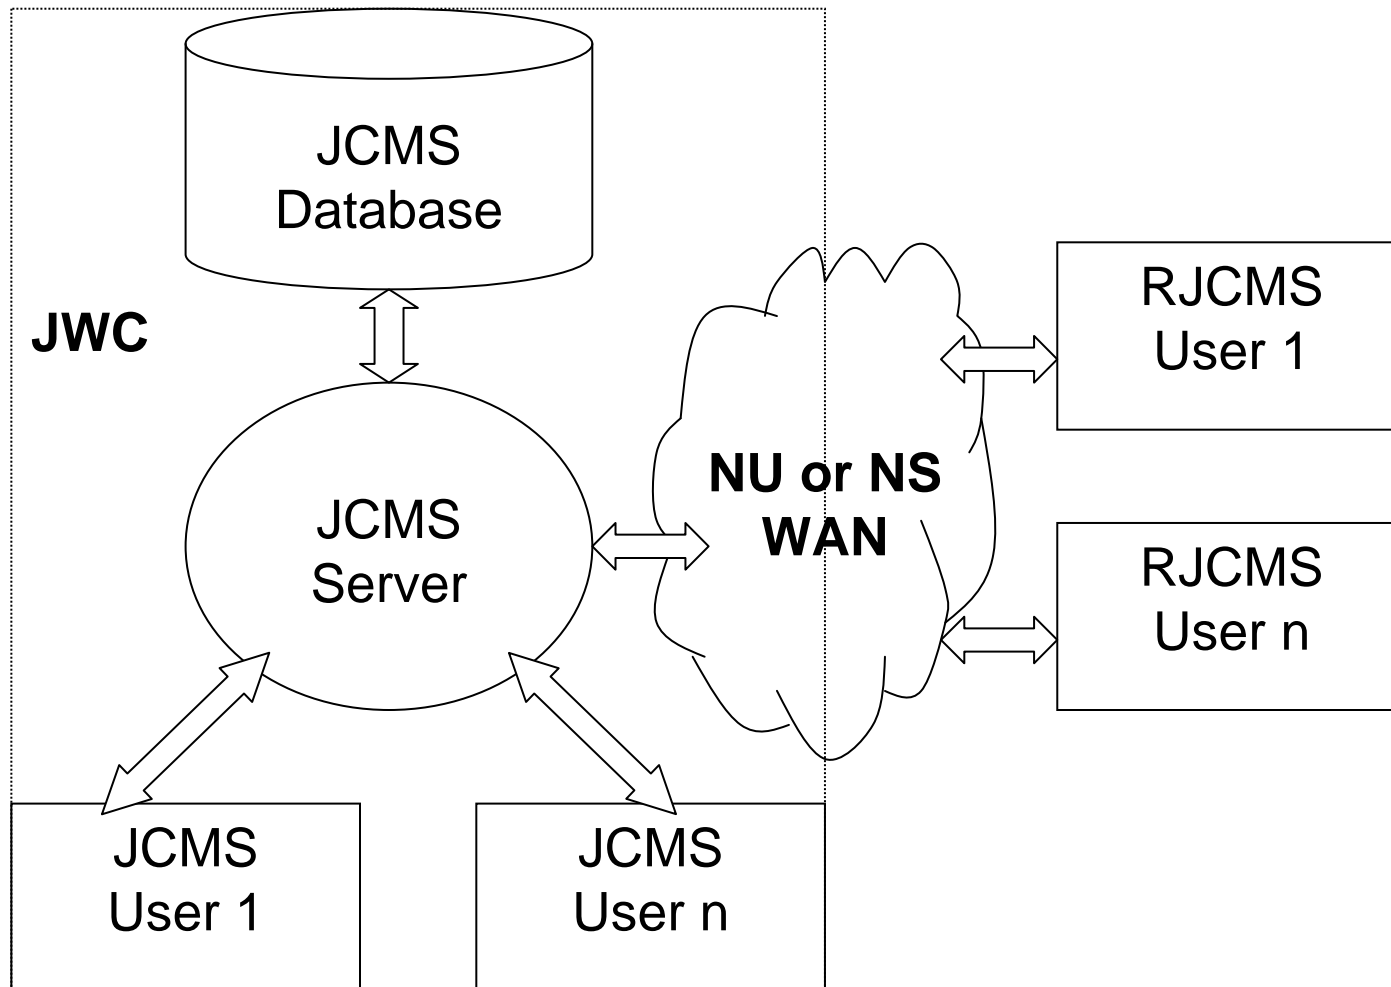 JCMS
Database
JWC
RJCMS
User 1
NU or NS
WAN
JCMS
Server
RJCMS
User n
JCMS
User 1
JCMS
User n